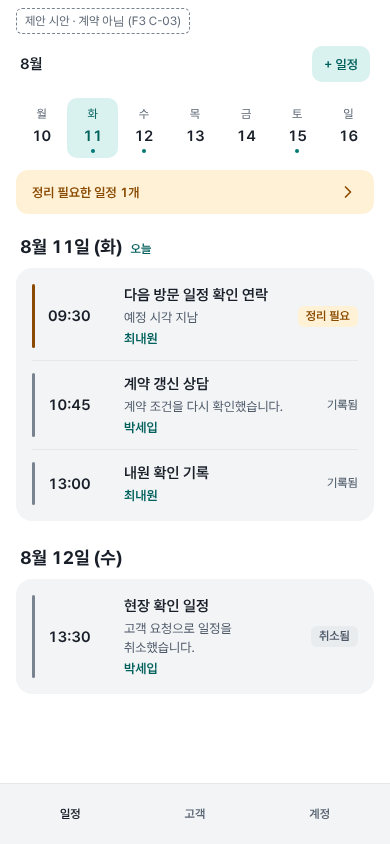 제안 시안 · 계약 아님 (F3 C-03)
8월
+ 일정
월 화 수 목 금 토 일
10 11 12 13 14 15 16
정리 필요한 일정 1개
8월 11일 (화) 오늘
다음 방문 일정 확인 연락
09:30 예정 시각 지남 정리 필요
최내원
계약 갱신 상담
10:45 계약 조건을 다시 확인했습니다. 기록됨
박세입
내원 확인 기록
13:00 기록됨
최내원
8월 12일 (수)
현장 확인 일정
고객 요청으로 일정을
13:30 취소됨
취소했습니다.
박세입
일정 고객 계정